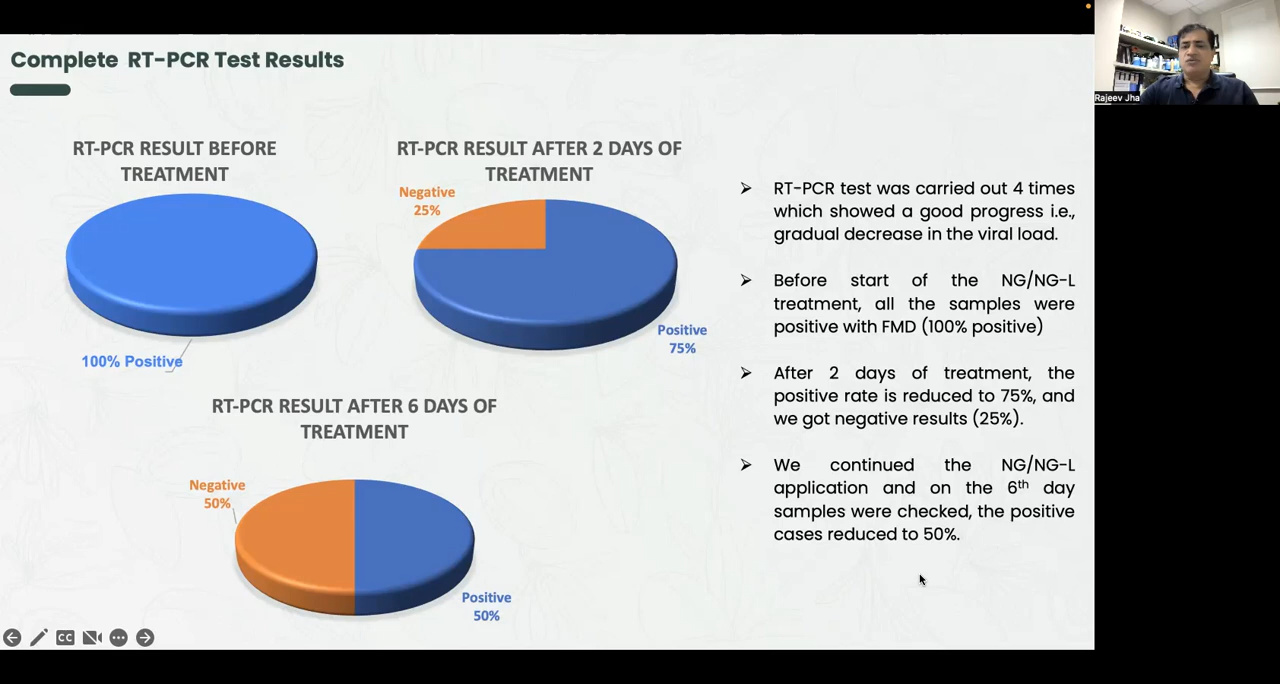 Complete RT-PCR Test Results
RT-PCR RESULT BEFORE
TREATMENT
100% Positive
RT-PCR RESULT AFTER 2 DAYS OF
TREATMENT
Negative
25%
Positive
75%
RT-PCR RESULT AFTER 6 DAYS OF
TREATMENT
Negative
50%
Positive
50%
RT-PCR test was carried out 4 times
which showed a good progress i.e.,
gradual decrease in the viral load.
Before start of the NG/NG-L
treatment, all the samples were
positive with FMD (100% positive)
After 2 days of treatment, the
positive rate is reduced to 75%, and
we got negative results (25%).
We continued the NG/NG-L
application and on the 6th day
samples were checked, the positive
cases reduced to 50%.
Rajeev Jha
CC